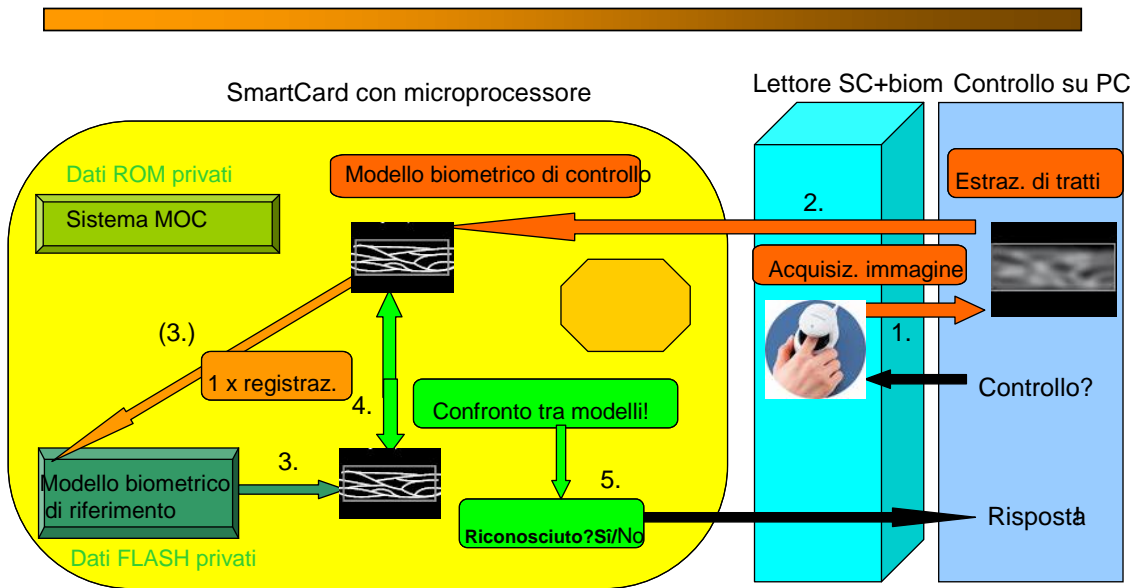 SmartCard con microprocessore
Lettore SC+biom
Controllo su PC
Dati ROM privati
Sistema MOC
Modello biometrico di controllo
Estraz. di tratti
2.
Acquisiz. immagine
1.
(3.)
1 x registraz.
4.
Confronto tra modelli!
Controllo?
3.
Modello biometrico
di riferimento
5.
Riconosciuto?Sì/No
Risposta!
Dati FLASH privati